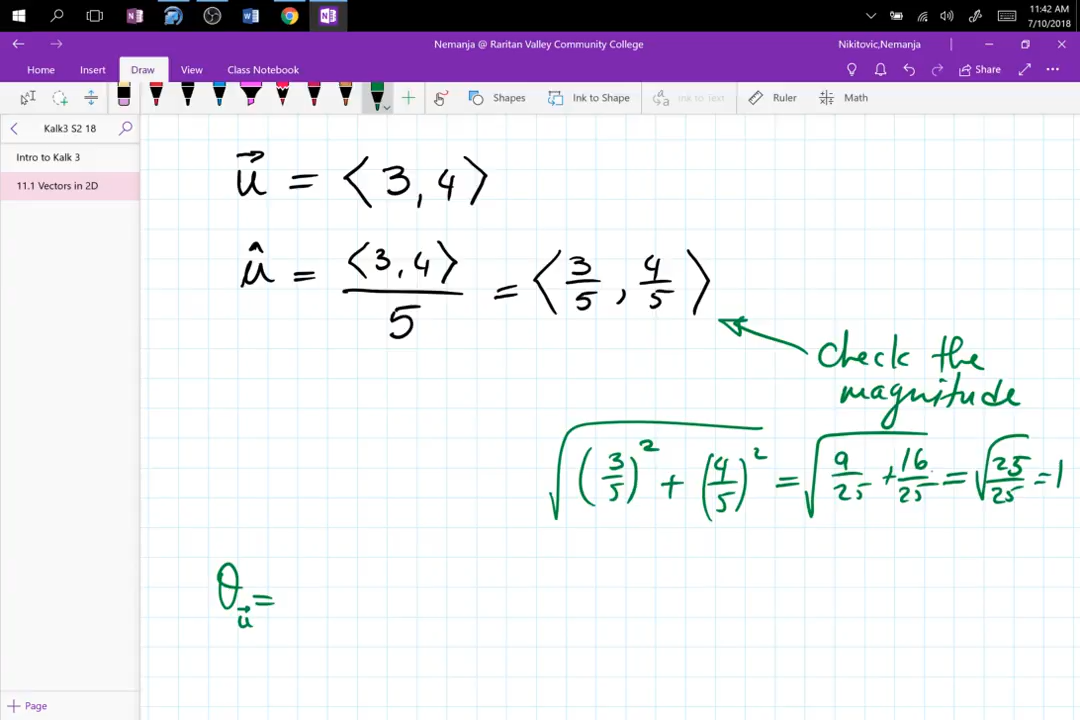 11:42 AM
7/10/2018
Nemanja @ Raritan Valley Community College
Nikitovic,Nemanja
Home Insert Draw View Class Notebook Share
Shapes Ink to Shape Ink to Text Ruler Math
Kalk3 S2 18
Intro to Kalk 3
11.1 Vectors in 2D
u⃗ = ⟨3, 4⟩
û = ⟨3, 4⟩/5 = ⟨3/5, 4/5⟩
check the
magnitude
√((3/5)² + (4/5)²) = √(9/25 + 16/25) = √(25/25) = 1
θ_u⃗ =
+ Page